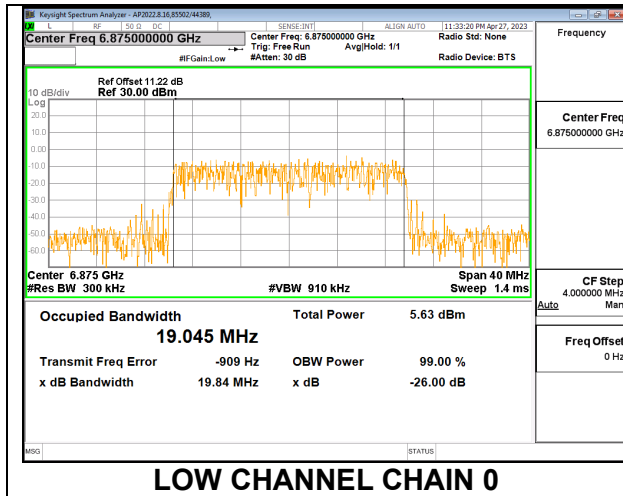 Keysight Spectrum Analyzer - AP2022.8.16,85502/44389,
L RF 50 Ω DC SENSE:INT ALIGN AUTO 11:33:20 PM Apr 27, 2023
Center Freq 6.875000000 GHz
Center Freq: 6.875000000 GHz
Radio Std: None
Trig: Free Run Avg|Hold: 1/1
#IFGain:Low
#Atten: 30 dB
Radio Device: BTS
Frequency
Ref Offset 11.22 dB
10 dB/div
Ref 30.00 dBm
Log
20.0
10.0
0.00
-10.0
-20.0
-30.0
-40.0
-50.0
-60.0
Center 6.875 GHz
Span 40 MHz
#Res BW 300 kHz
#VBW 910 kHz
Sweep 1.4 ms
Center Freq
6.875000000 GHz
CF Step
4.000000 MHz
Auto Man
Freq Offset
0 Hz
Occupied Bandwidth
19.045 MHz
Total Power 5.63 dBm
Transmit Freq Error -909 Hz
OBW Power 99.00 %
x dB Bandwidth 19.84 MHz
x dB -26.00 dB
MSG
STATUS
LOW CHANNEL CHAIN 0